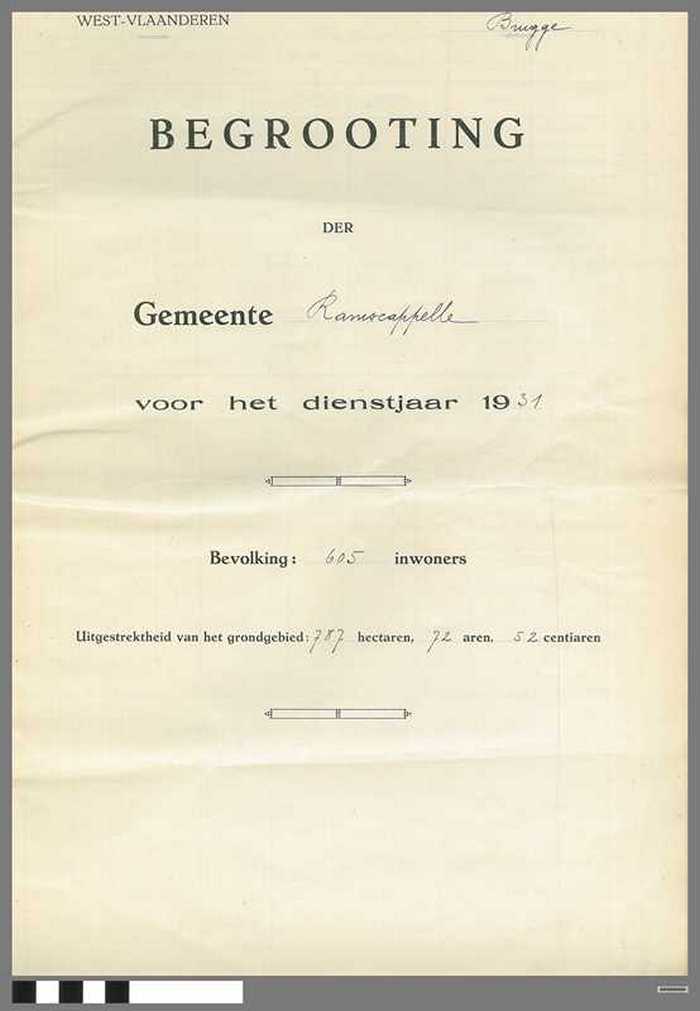 WEST-VLAANDEREN Brugge
BEGROOTING
DER
Gemeente Ramscappelle
voor het dienstjaar 1931
Bevolking: 605 inwoners
Uitgestrektheid van het grondgebied: 787 hectaren, 72 aren, 52 centiaren